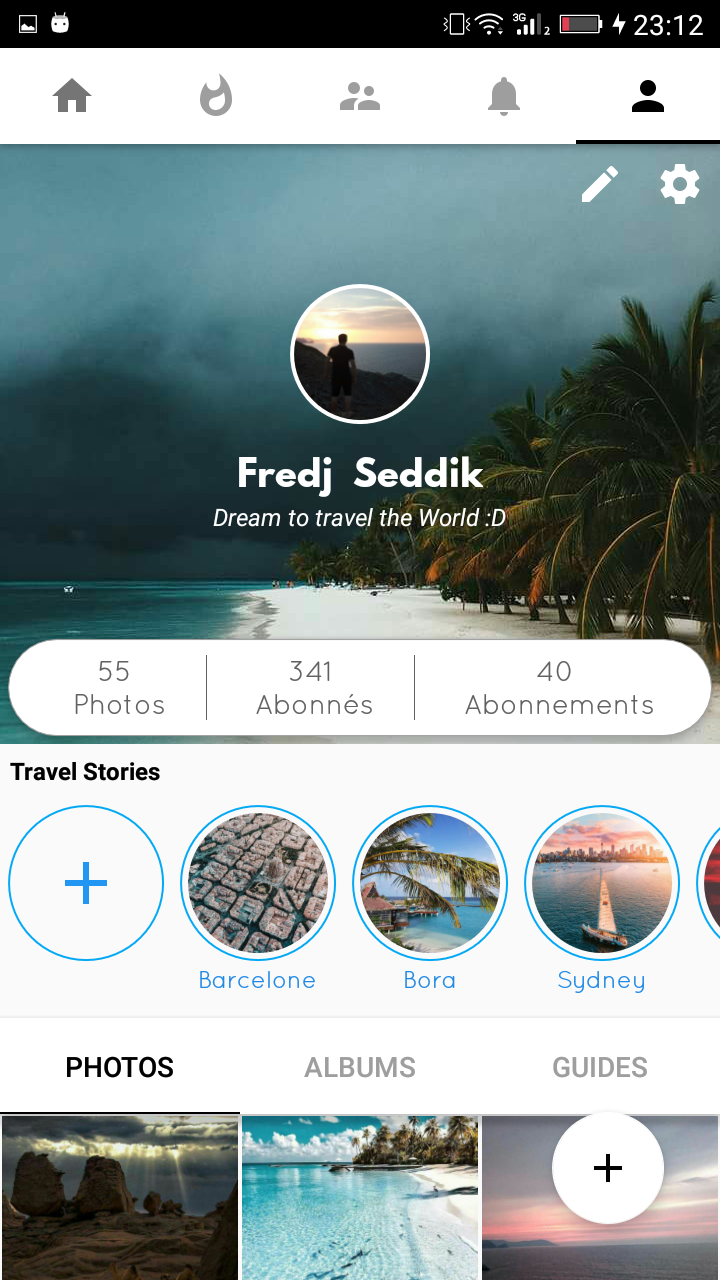 3G 2 23:12
Fredj Seddik
Dream to travel the World :D
55 341 40
Photos Abonnés Abonnements
Travel Stories
Barcelone Bora Sydney
PHOTOS ALBUMS GUIDES